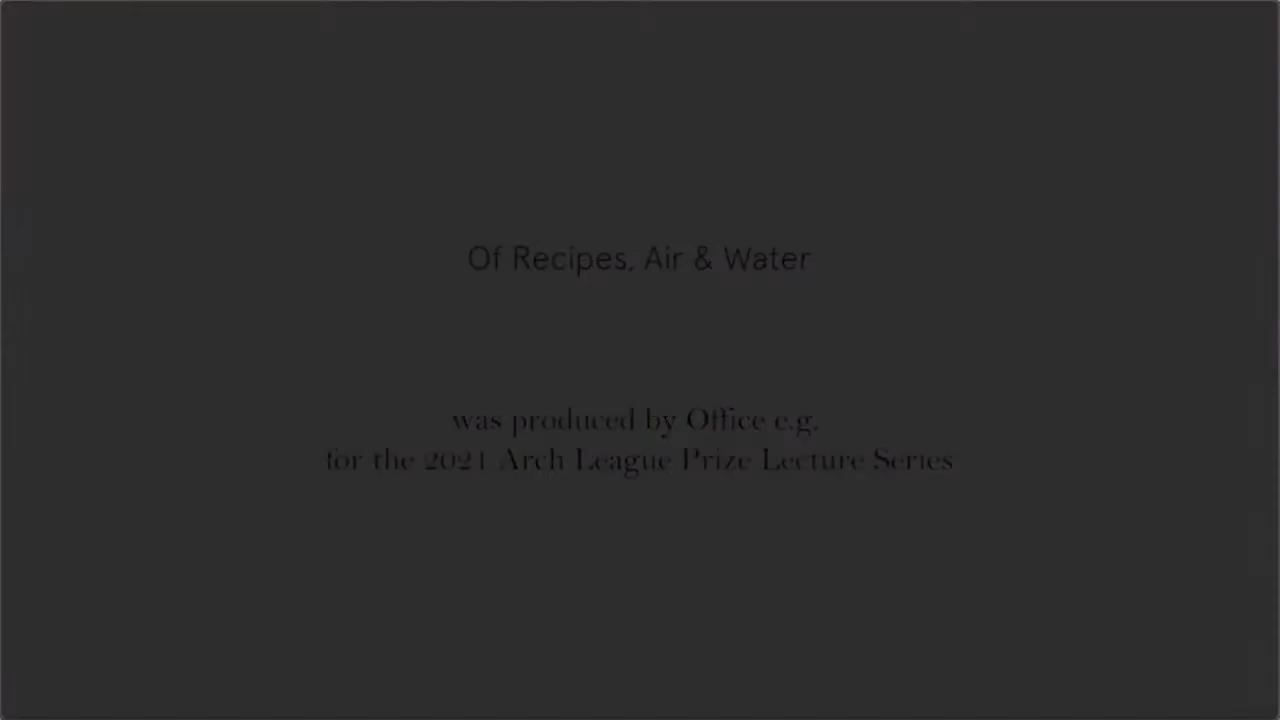 Of Recipes, Air & Water
was produced by Office e.g.
for the 2021 Arch League Prize Lecture Series